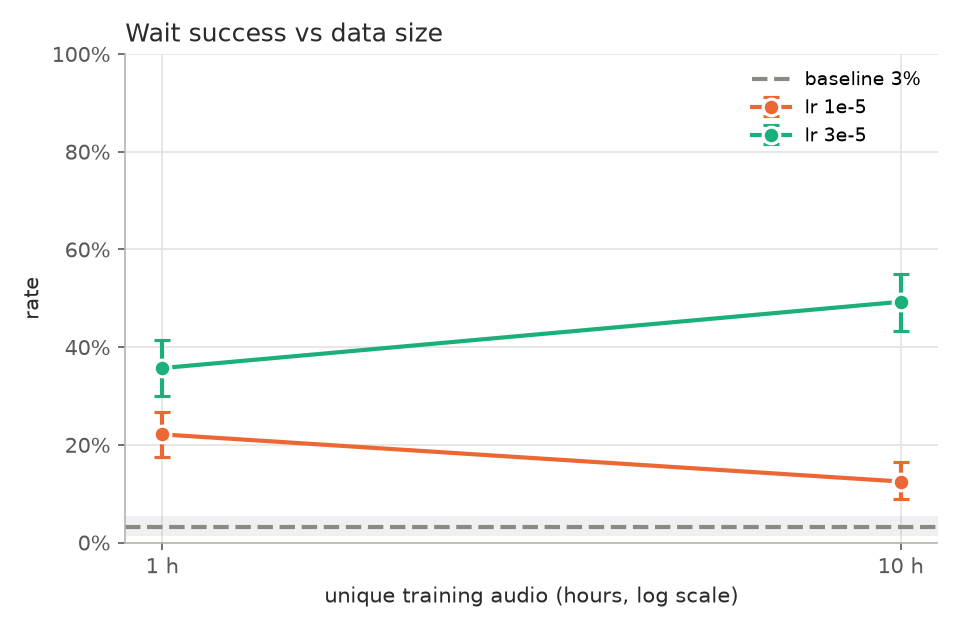 Wait success vs data size
100%
80%
60%
40%
20%
0%
rate
baseline 3%
lr 1e-5
lr 3e-5
1 h
10 h
unique training audio (hours, log scale)